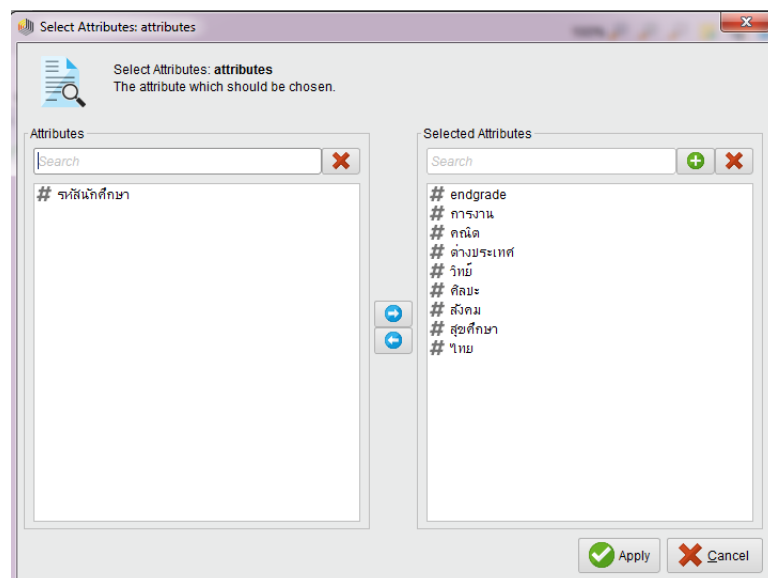 Select Attributes: attributes
Select Attributes: attributes
The attribute which should be chosen.
Attributes
Search
# รหัสนักศึกษา
Selected Attributes
Search
# endgrade
# การงาน
# คณิต
# ต่างประเทศ
# วิทย์
# ศิลปะ
# สังคม
# สุขศึกษา
# ไทย
Apply
Cancel